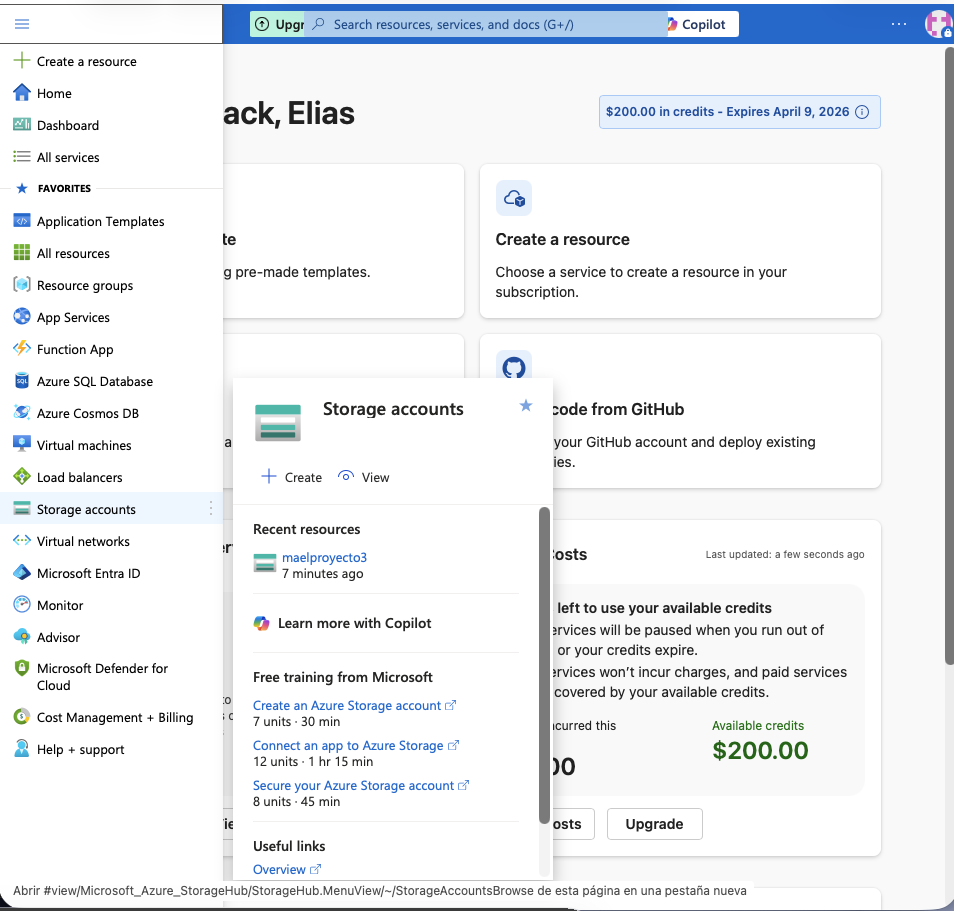 Upgr
Search resources, services, and docs (G+/)
Copilot
Create a resource
Home
Dashboard
All services
FAVORITES
Application Templates
All resources
Resource groups
App Services
Function App
Azure SQL Database
Azure Cosmos DB
Virtual machines
Load balancers
Storage accounts
Virtual networks
Microsoft Entra ID
Monitor
Advisor
Microsoft Defender for
Cloud
Cost Management + Billing
Help + support
ack, Elias
$200.00 in credits - Expires April 9, 2026
te
g pre-made templates.
Create a resource
Choose a service to create a resource in your
subscription.
a
code from GitHub
your GitHub account and deploy existing
ies.
Storage accounts
Create
View
Recent resources
maelproyecto3
7 minutes ago
Learn more with Copilot
Free training from Microsoft
Create an Azure Storage account
7 units · 30 min
Connect an app to Azure Storage
12 units · 1 hr 15 min
Secure your Azure Storage account
8 units · 45 min
Useful links
Overview
osts
Last updated: a few seconds ago
left to use your available credits
ervices will be paused when you run out of
or your credits expire.
ervices won't incur charges, and paid services
covered by your available credits.
curred this
00
Available credits
$200.00
osts
Upgrade
Abrir #view/Microsoft_Azure_StorageHub/StorageHub.MenuView/~/StorageAccountsBrowse de esta página en una pestaña nueva